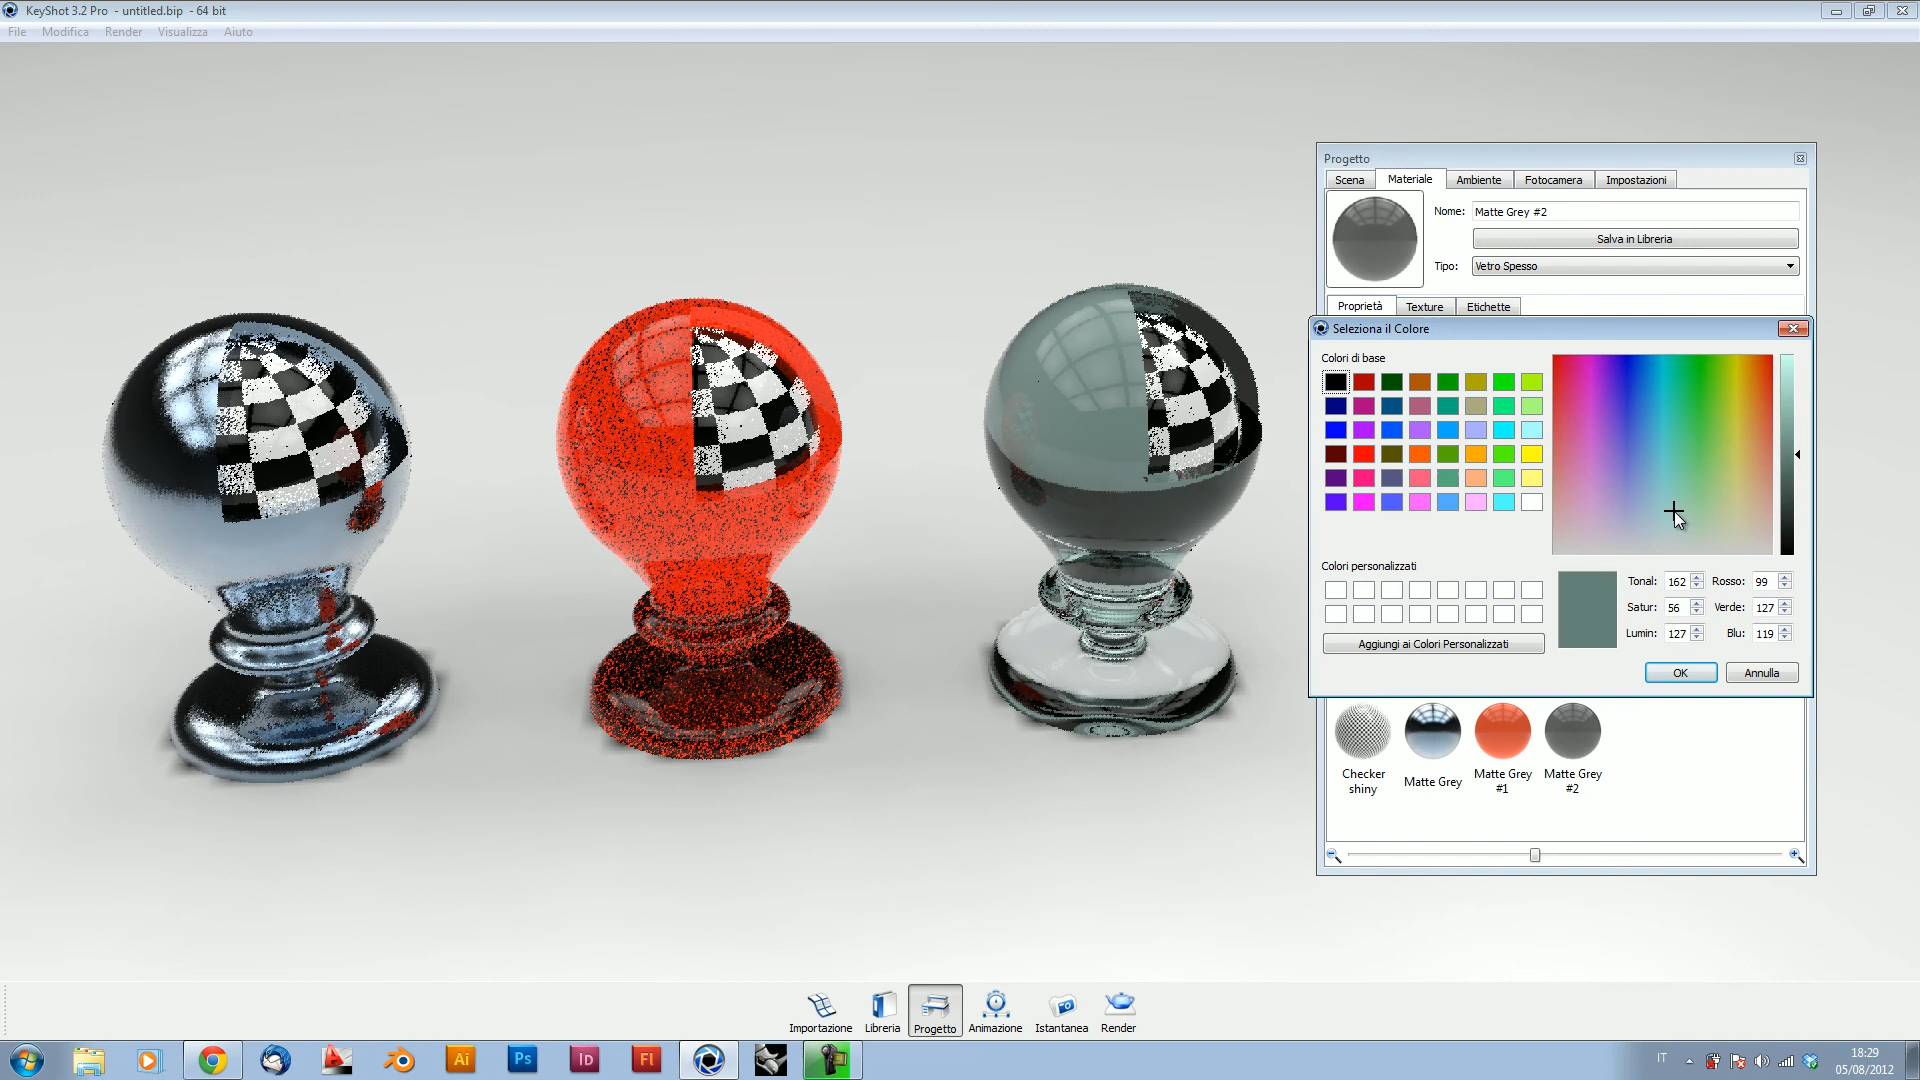 KeyShot 3.2 Pro - untitled.bip - 64 bit
File Modifica Render Visualizza Aiuto
Progetto
Scena Materiale Ambiente Fotocamera Impostazioni
Nome: Matte Grey #2
Salva in Libreria
Tipo: Vetro Spesso
Proprietà Texture Etichette
Seleziona il Colore
Colori di base
Colori personalizzati
Tonal: 162 Rosso: 99
Satur: 56 Verde: 127
Lumin: 127 Blu: 119
Aggiungi ai Colori Personalizzati
OK Annulla
Checker shiny
Matte Grey
Matte Grey #1
Matte Grey #2
Importazione Libreria Progetto Animazione Istantanea Render
Ai Ps Id Fl
IT
18:29
05/08/2012